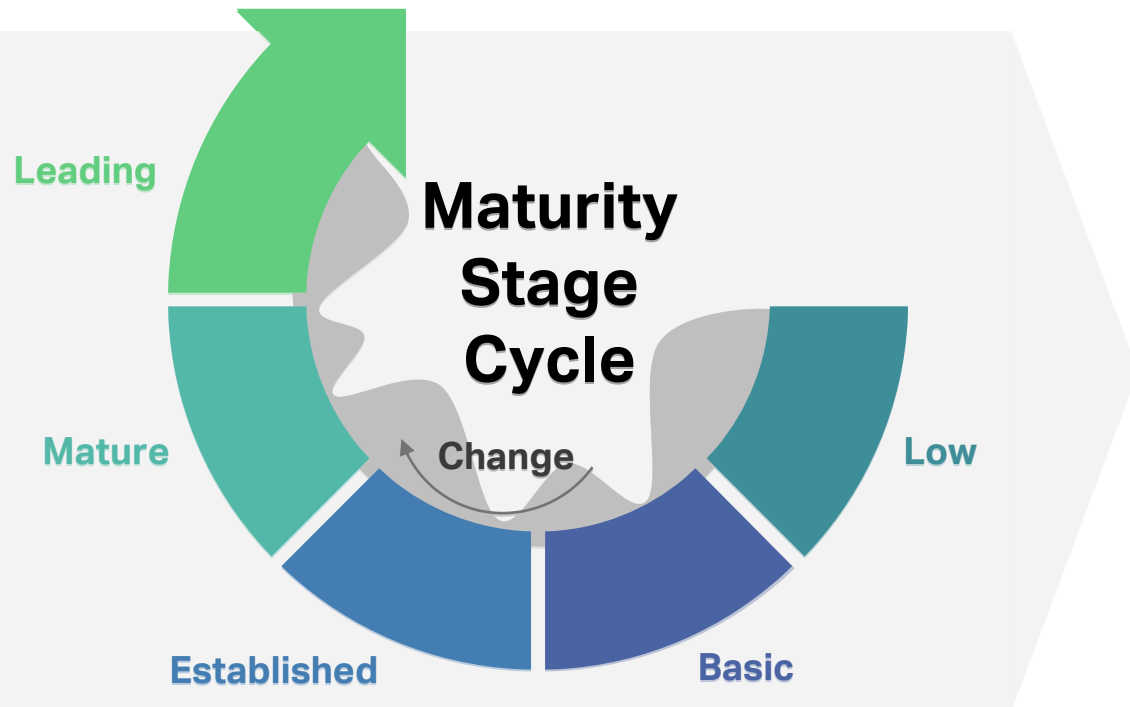 Leading
Maturity
Stage
Cycle
Change
Mature
Low
Established
Basic